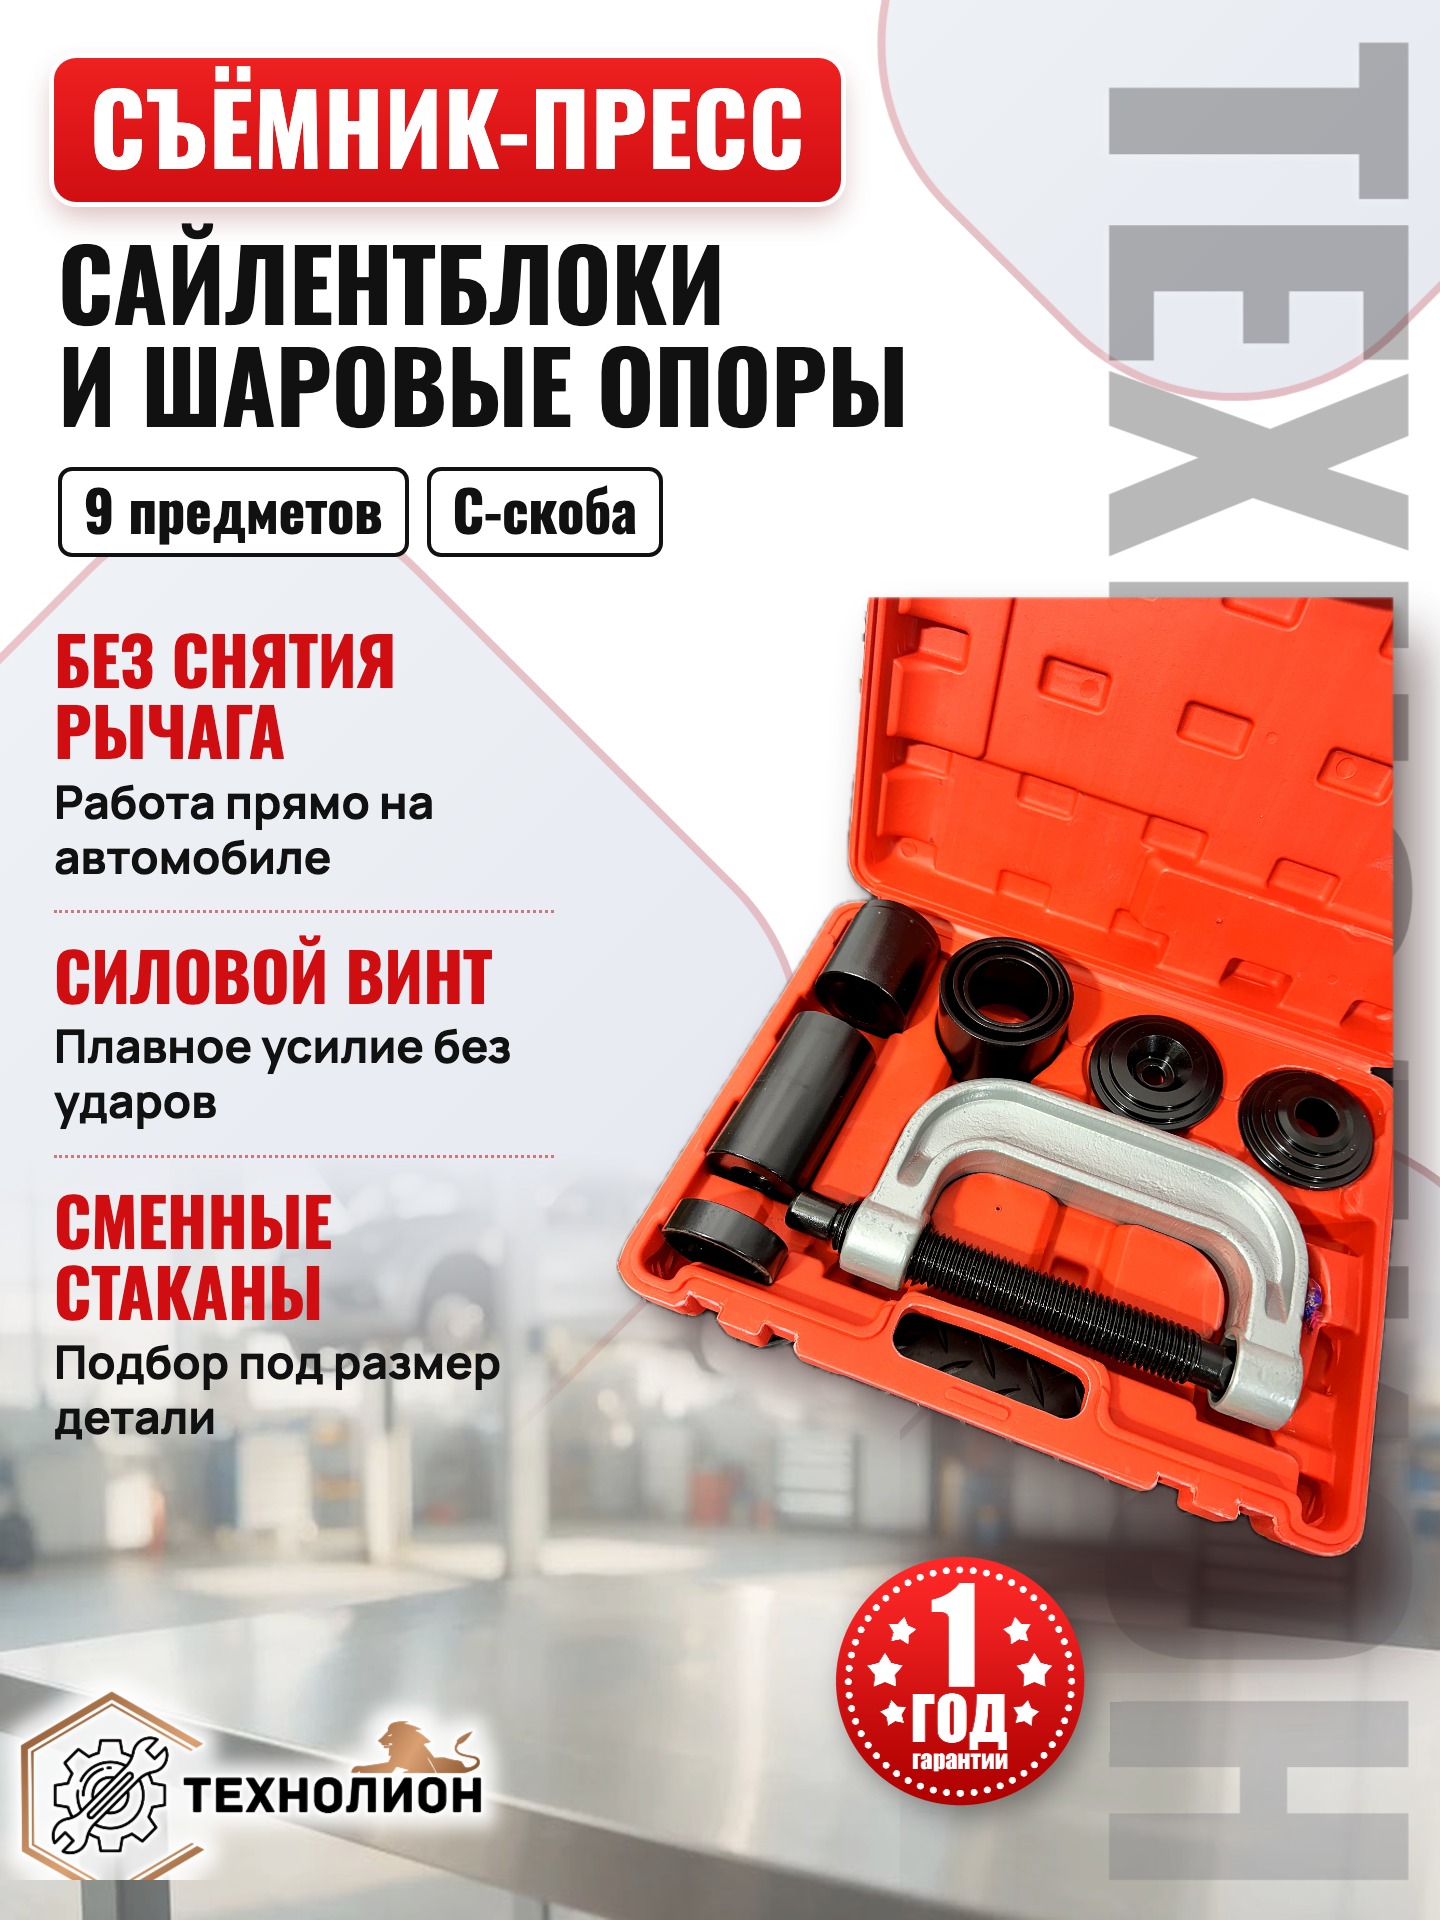 СЪЁМНИК-ПРЕСС
САЙЛЕНТБЛОКИ
И ШАРОВЫЕ ОПОРЫ
9 предметов
С-скоба
БЕЗ СНЯТИЯ
РЫЧАГА
Работа прямо на
автомобиле
СИЛОВОЙ ВИНТ
Плавное усилие без
ударов
СМЕННЫЕ
СТАКАНЫ
Подбор под размер
детали
1
ГОД
гарантии
ТЕХНОЛИОН